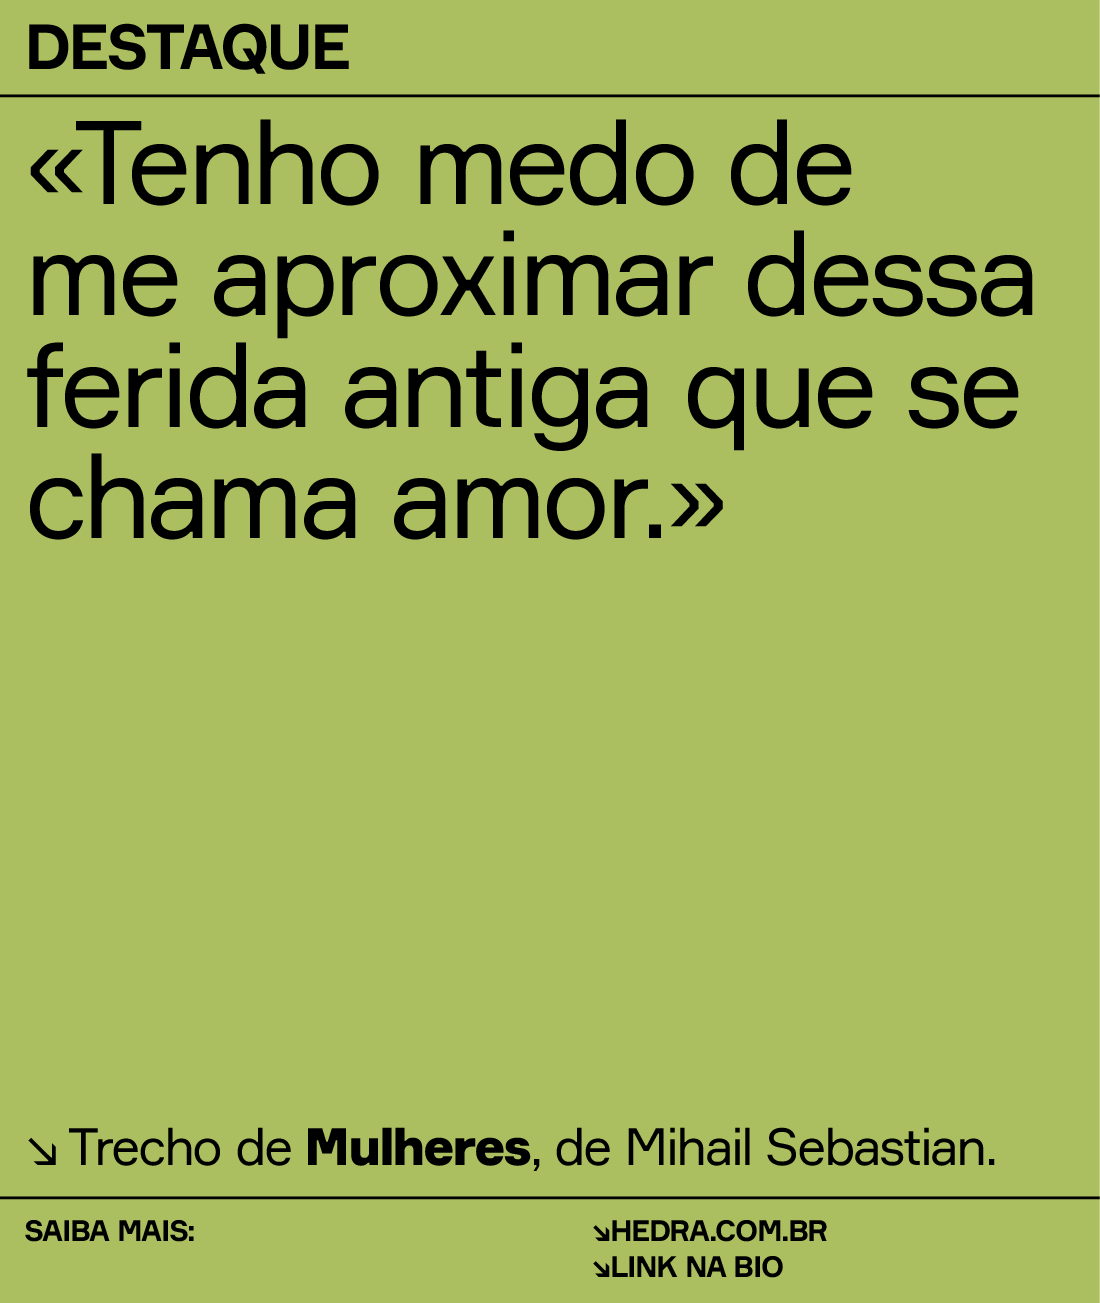 DESTAQUE
«Tenho medo de
me aproximar dessa
ferida antiga que se
chama amor.»
↘ Trecho de Mulheres, de Mihail Sebastian.
SAIBA MAIS:
↘HEDRA.COM.BR
↘LINK NA BIO